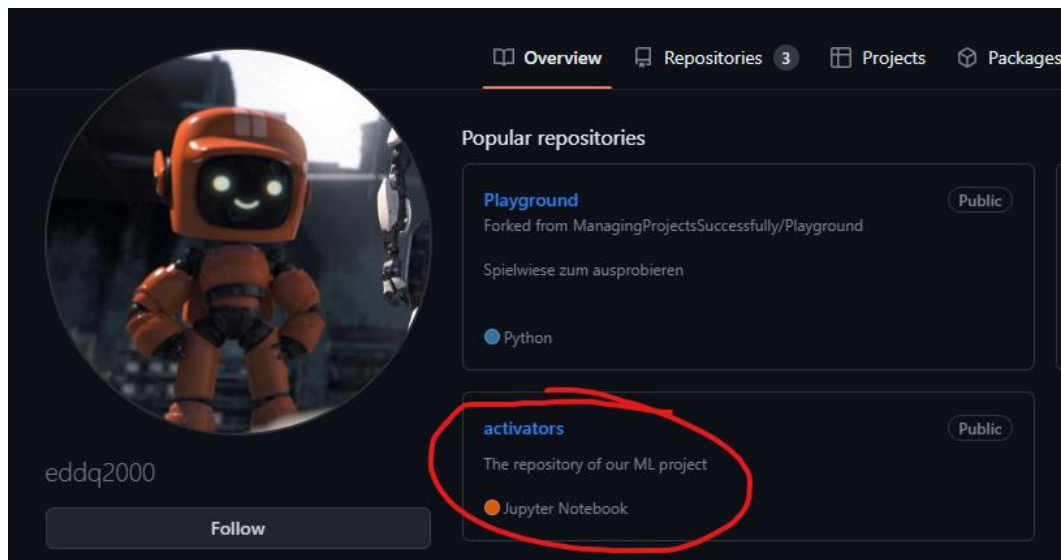 Overview Repositories 3 Projects Packages
Popular repositories
Playground Public
Forked from ManagingProjectsSuccessfully/Playground
Spielwiese zum ausprobieren
Python
activators Public
The repository of our ML project
Jupyter Notebook
eddq2000
Follow